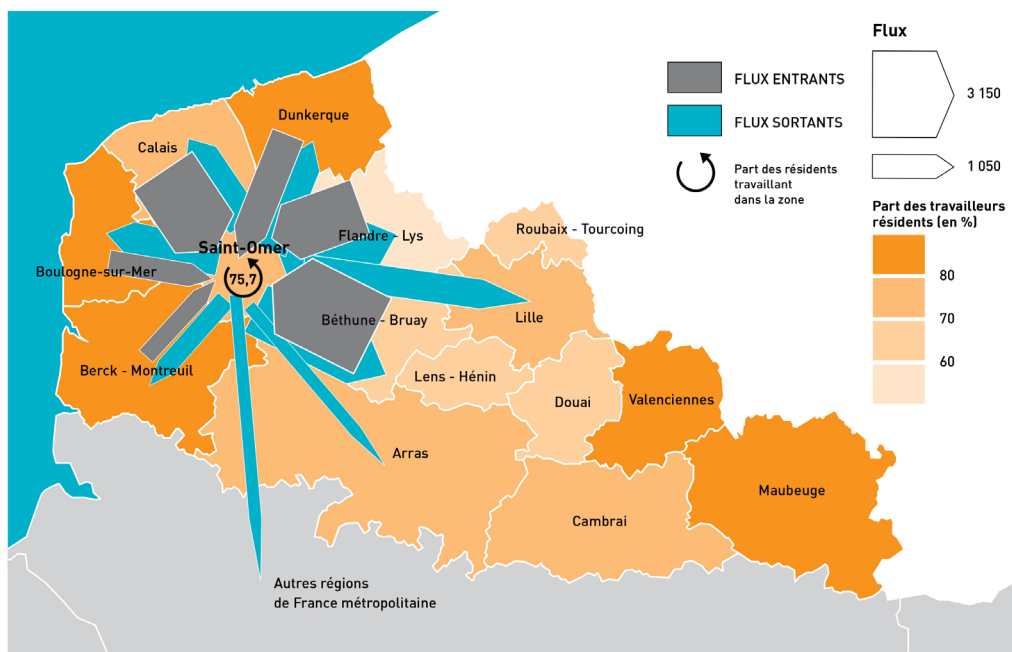 Flux
FLUX ENTRANTS
3 150
FLUX SORTANTS
1 050
Part des résidents
travaillant
dans la zone
Part des travailleurs
résidents (en %)
80
70
60
Dunkerque
Calais
Flandre - Lys
Roubaix - Tourcoing
Saint-Omer
Boulogne-sur-Mer
75,7
Béthune - Bruay
Lille
Berck - Montreuil
Lens - Hénin
Douai
Valenciennes
Arras
Maubeuge
Cambrai
Autres régions
de France métropolitaine